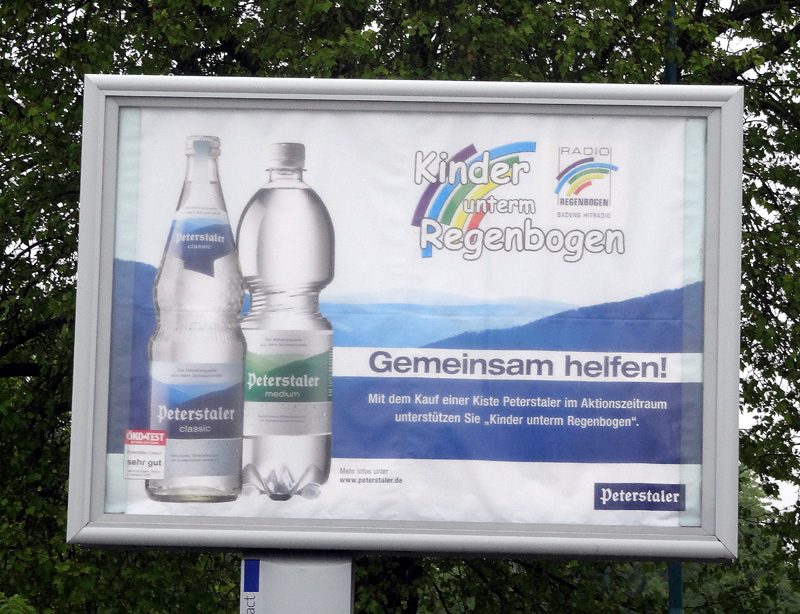 Kinder
unterm
Regenbogen
RADIO
REGENBOGEN
BADENS HITRADIO
Peterstaler
classic
Peterstaler
classic
Peterstaler
medium
ÖKO-TEST
sehr gut
Gemeinsam helfen!
Mit dem Kauf einer Kiste Peterstaler im Aktionszeitraum
unterstützen Sie „Kinder unterm Regenbogen“.
Mehr Infos unter
www.peterstaler.de
Peterstaler
act